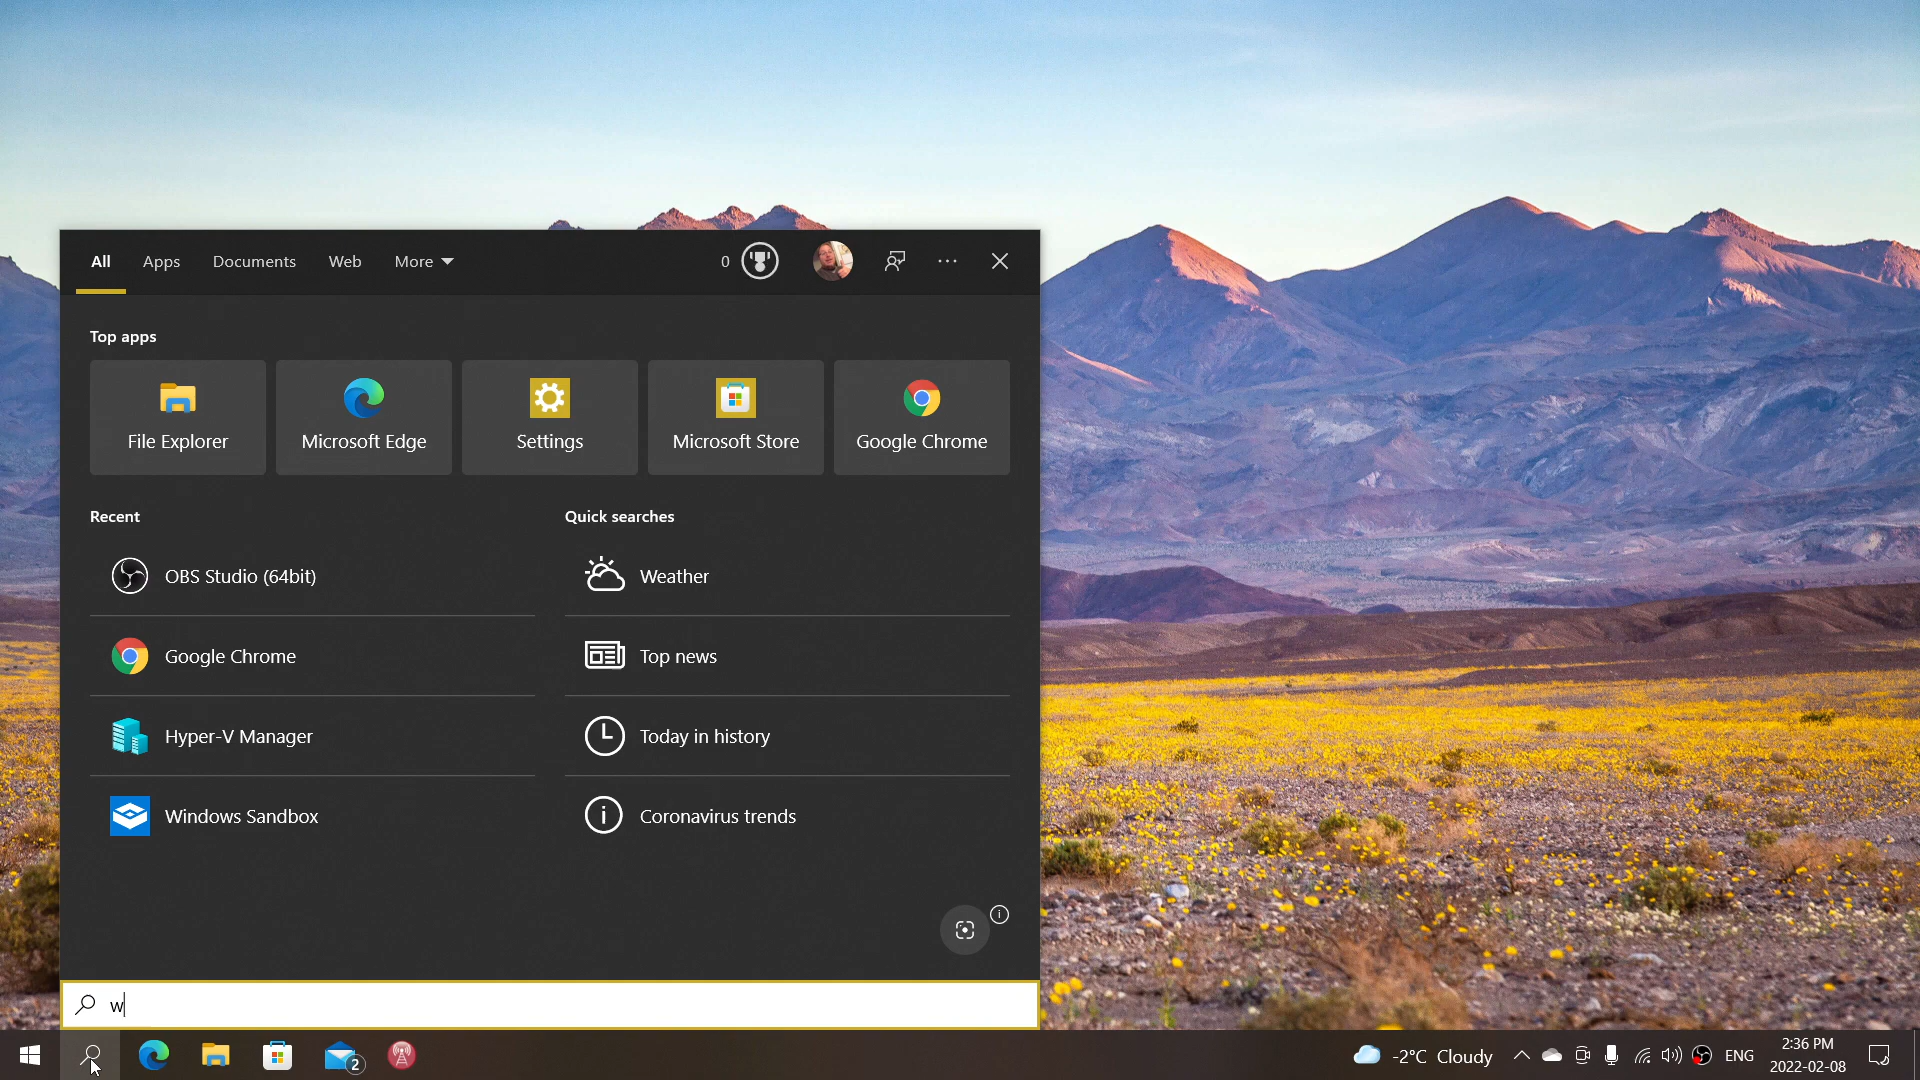 All Apps Documents Web More 0
Top apps
File Explorer Microsoft Edge Settings Microsoft Store Google Chrome
Recent Quick searches
OBS Studio (64bit) Weather
Google Chrome Top news
Hyper-V Manager Today in history
Windows Sandbox Coronavirus trends
w
2 -2°C Cloudy ENG 2:36 PM
2022-02-08